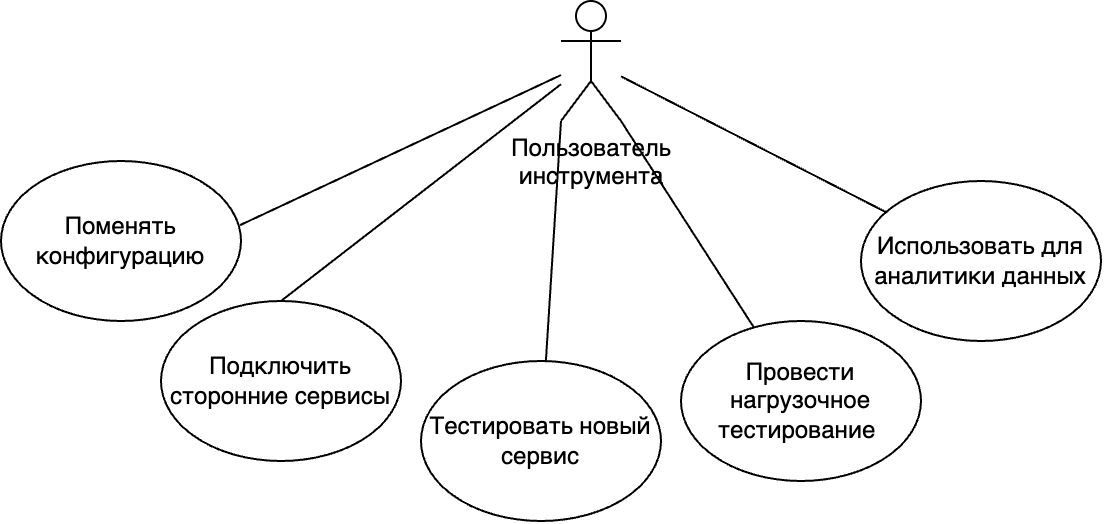 Пользователь
инструмента
Поменять
конфигурацию
Подключить
сторонние сервисы
Тестировать новый
сервис
Провести
нагрузочное
тестирование
Использовать для
аналитики данных